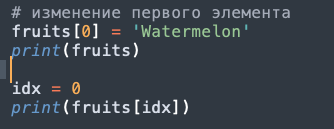 # изменение первого элемента
fruits[0] = 'Watermelon'
print(fruits)

idx = 0
print(fruits[idx])